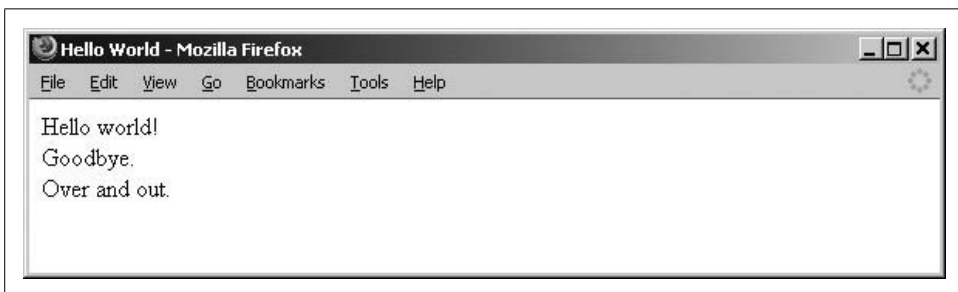 Hello World - Mozilla Firefox
File Edit View Go Bookmarks Tools Help
Hello world!
Goodbye.
Over and out.